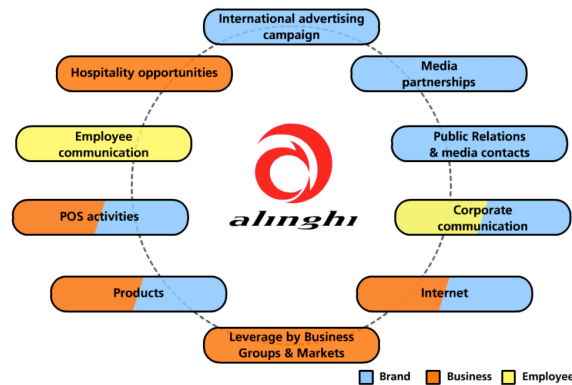 International advertising
campaign
Hospitality opportunities
Media
partnerships
Employee
communication
Public Relations
& media contacts
alinghi
POS activities
Corporate
communication
Products
Internet
Leverage by Business
Groups & Markets
Brand
Business
Employee